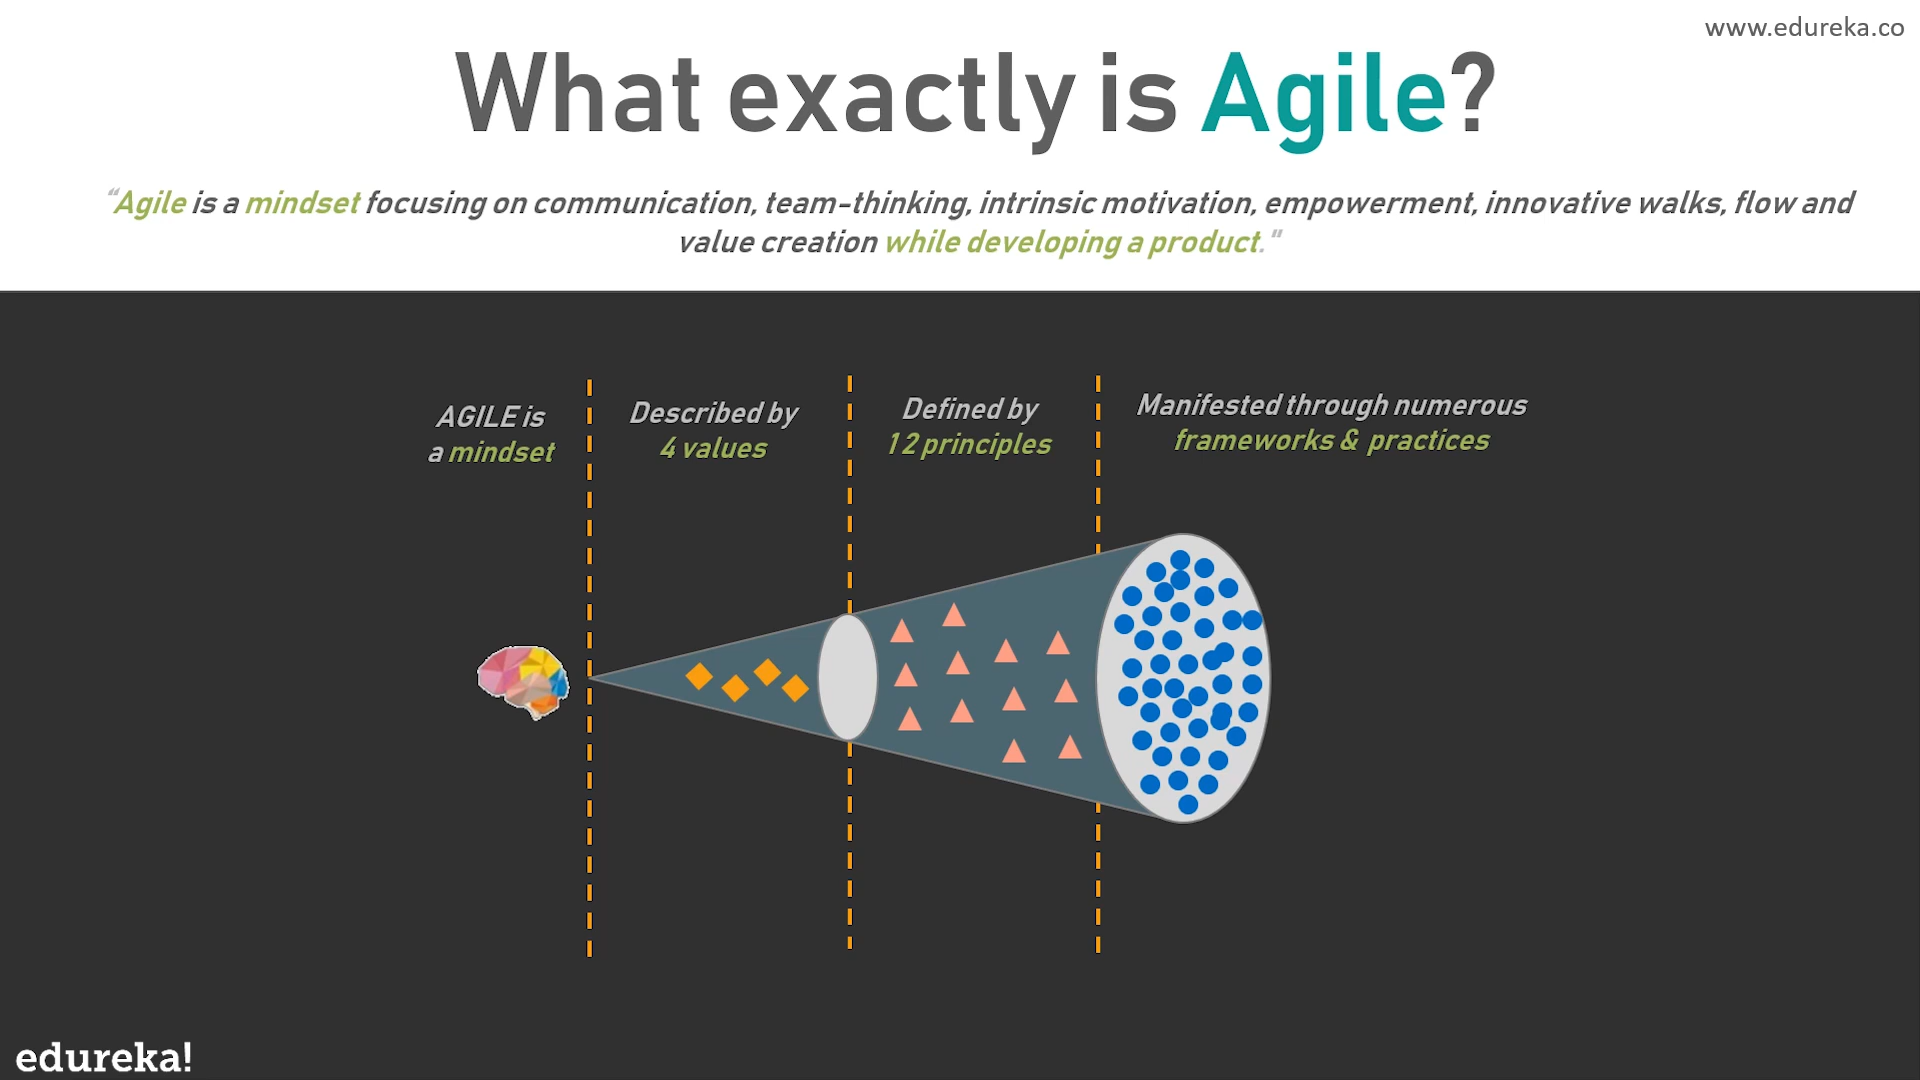 www.edureka.co
What exactly is Agile?
“Agile is a mindset focusing on communication, team-thinking, intrinsic motivation, empowerment, innovative walks, flow and
value creation while developing a product."
AGILE is
a mindset
Described by
4 values
Defined by
12 principles
Manifested through numerous
frameworks & practices
edureka!